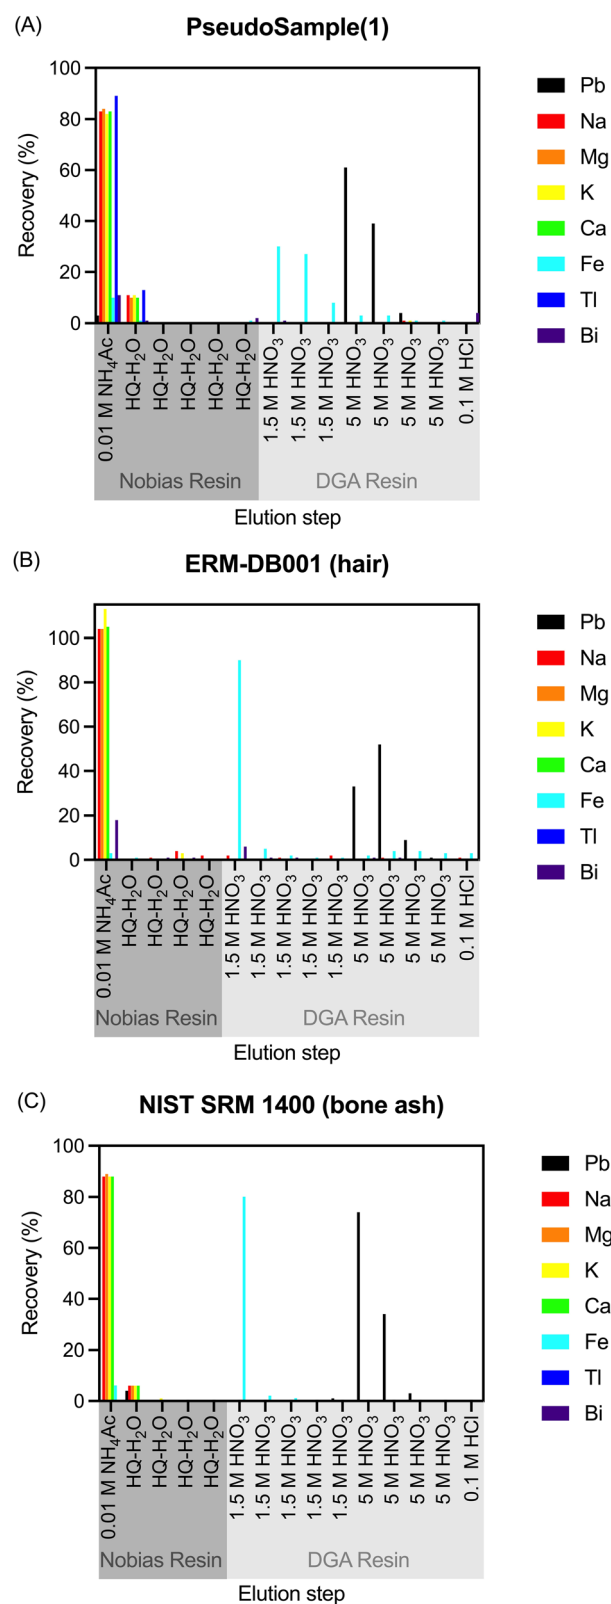 (A)
PseudoSample(1)
Recovery (%)
100
80
60
40
20
0
Pb
Na
Mg
K
Ca
Fe
Tl
Bi
0.01 M NH₄Ac
HQ-H₂O
HQ-H₂O
HQ-H₂O
HQ-H₂O
HQ-H₂O
1.5 M HNO₃
1.5 M HNO₃
1.5 M HNO₃
5 M HNO₃
5 M HNO₃
5 M HNO₃
5 M HNO₃
0.1 M HCl
Nobias Resin
DGA Resin
Elution step
(B)
ERM-DB001 (hair)
Recovery (%)
100
80
60
40
20
0
Pb
Na
Mg
K
Ca
Fe
Tl
Bi
0.01 M NH₄Ac
HQ-H₂O
HQ-H₂O
HQ-H₂O
HQ-H₂O
1.5 M HNO₃
1.5 M HNO₃
1.5 M HNO₃
1.5 M HNO₃
1.5 M HNO₃
5 M HNO₃
5 M HNO₃
5 M HNO₃
5 M HNO₃
0.1 M HCl
Nobias Resin
DGA Resin
Elution step
(C)
NIST SRM 1400 (bone ash)
Recovery (%)
100
80
60
40
20
0
Pb
Na
Mg
K
Ca
Fe
Tl
Bi
0.01 M NH₄Ac
HQ-H₂O
HQ-H₂O
HQ-H₂O
HQ-H₂O
1.5 M HNO₃
1.5 M HNO₃
1.5 M HNO₃
1.5 M HNO₃
1.5 M HNO₃
5 M HNO₃
5 M HNO₃
5 M HNO₃
5 M HNO₃
0.1 M HCl
Nobias Resin
DGA Resin
Elution step